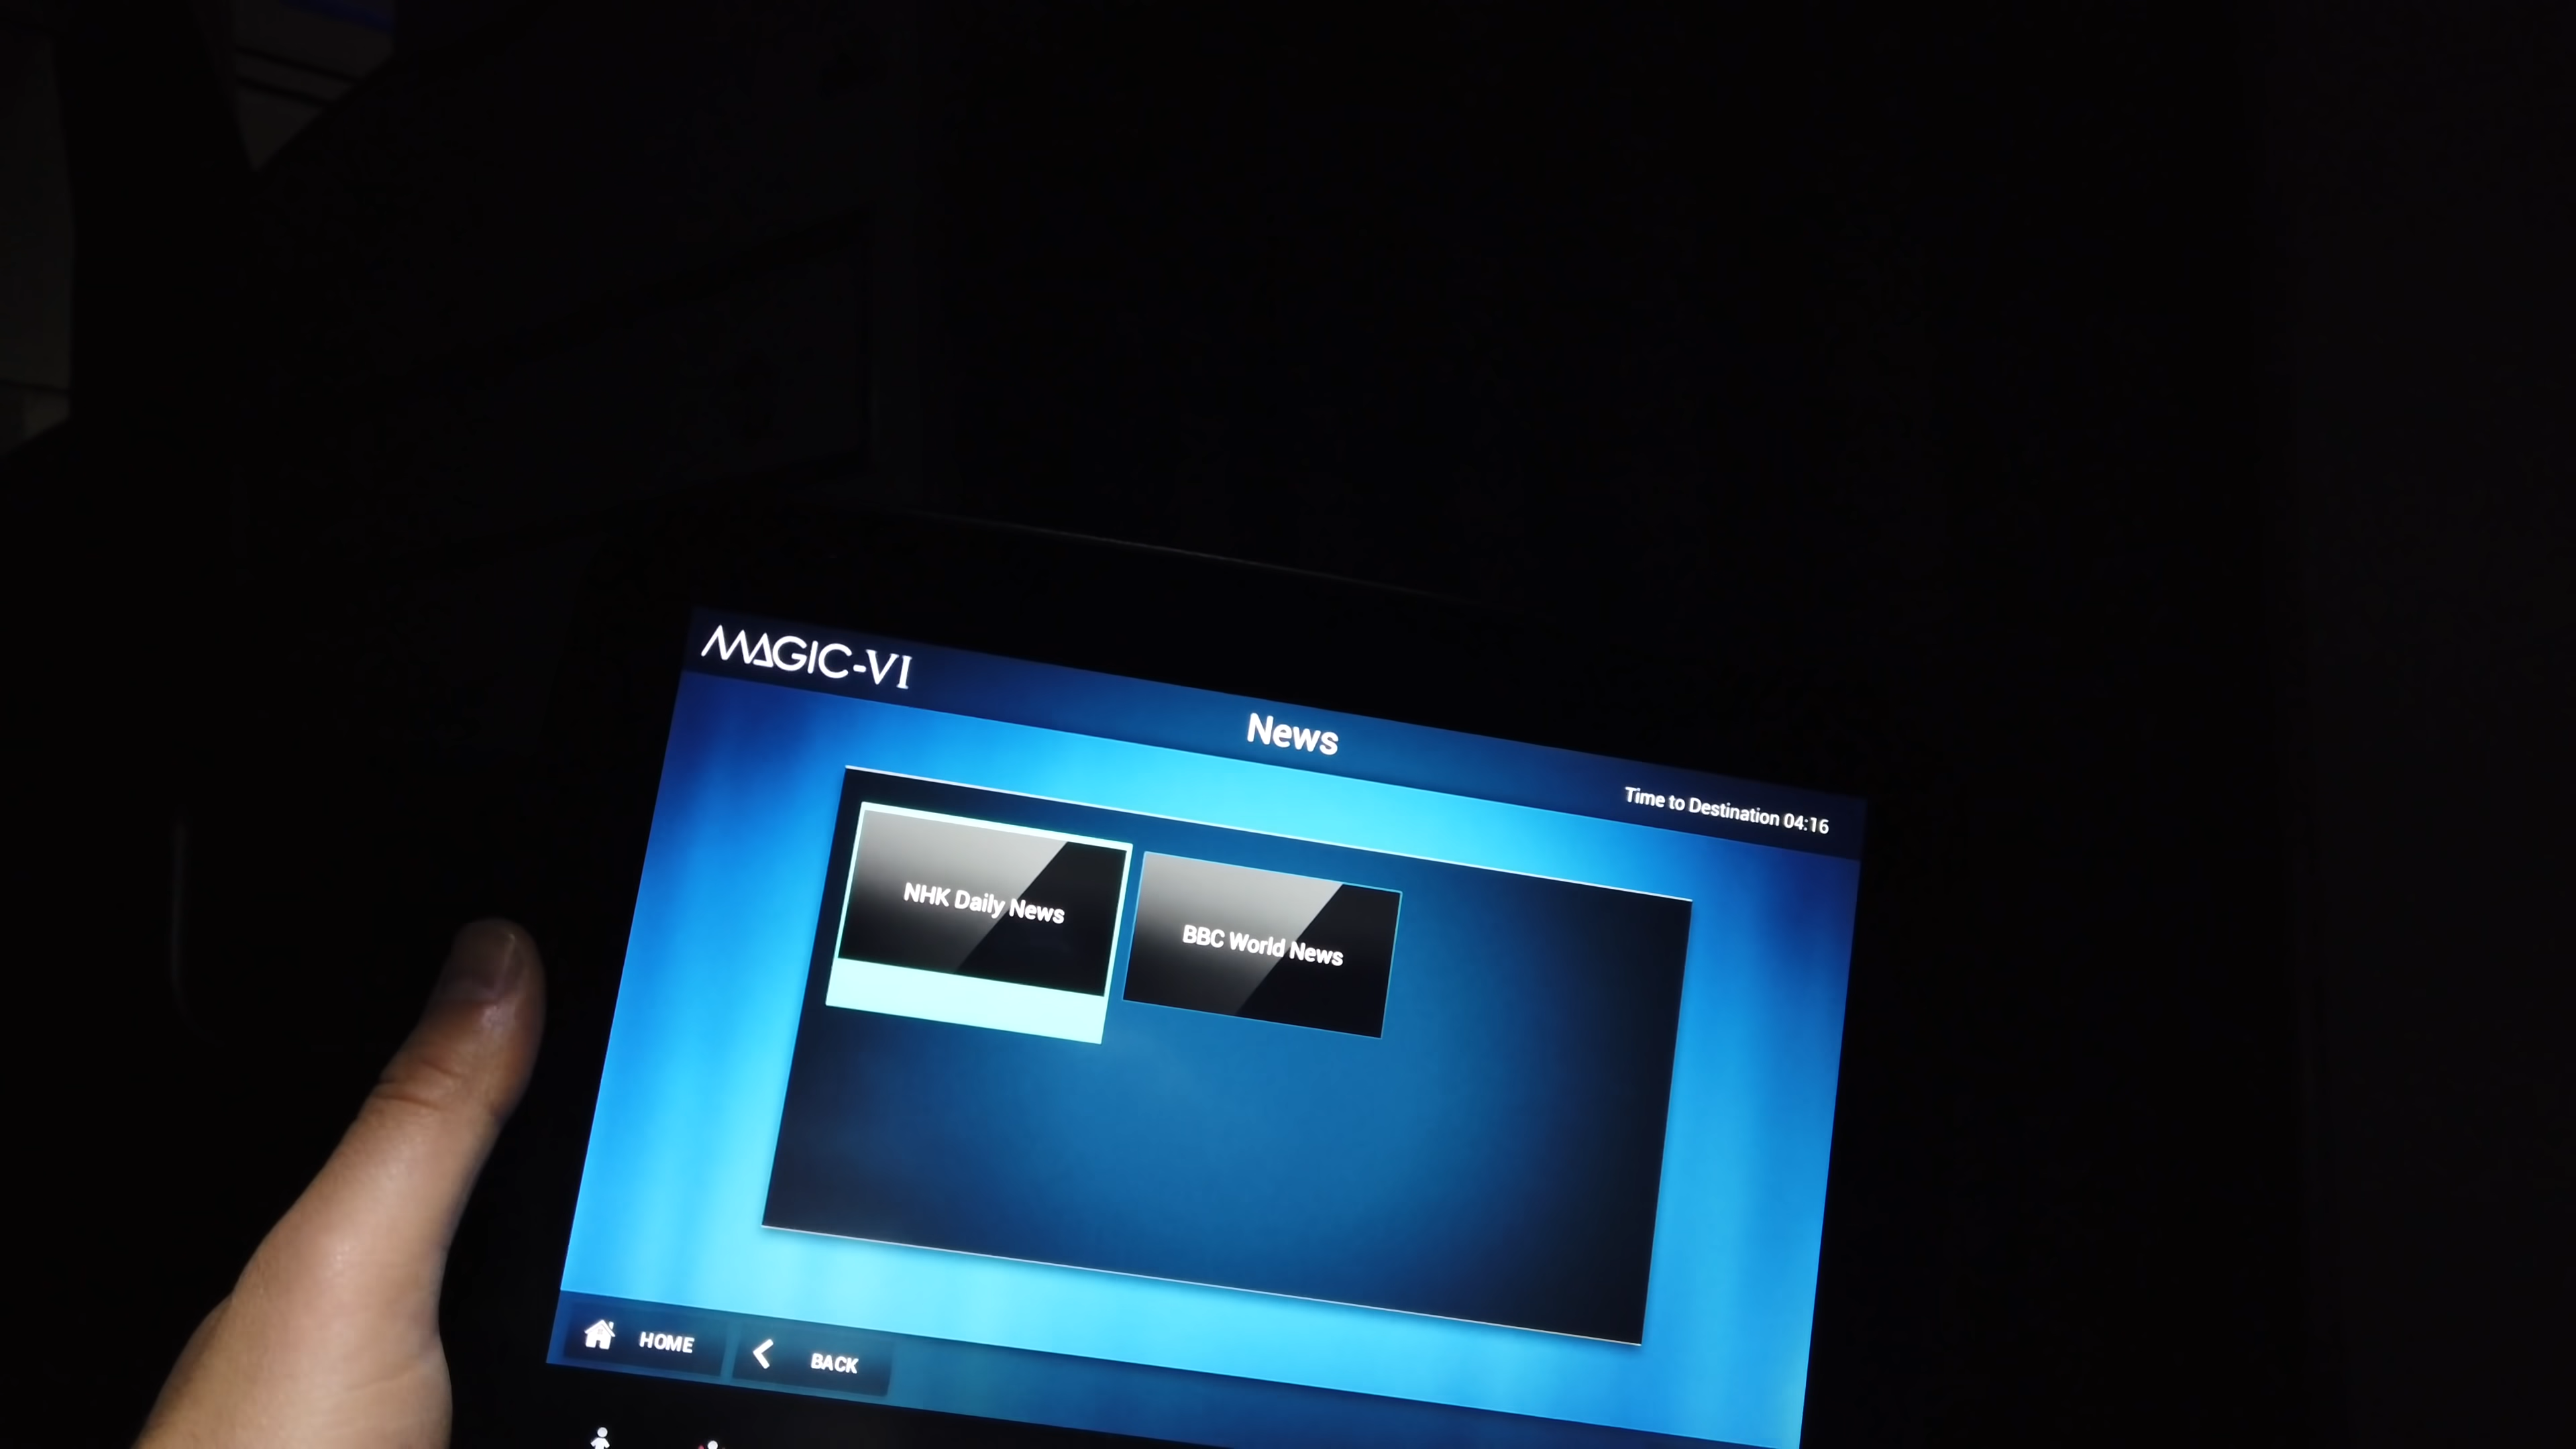 MAGIC-VI
News
Time to Destination 04:16
NHK Daily News
BBC World News
HOME
BACK